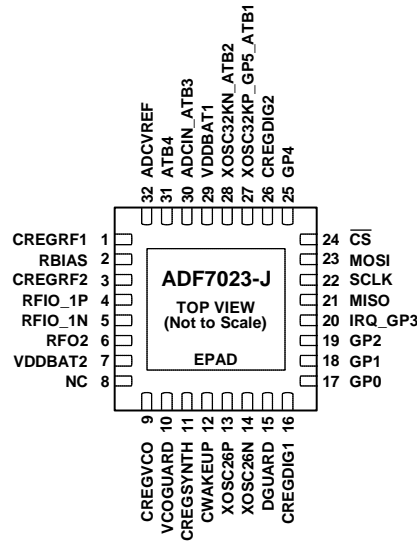 32 ADCVREF
31 ATB4
30 ADCIN_ATB3
29 VDDBAT1
28 XOSC32KN_ATB2
27 XOSC32KP_GP5_ATB1
26 CREGDIG2
25 GP4
CREGRF1 1
RBIAS 2
CREGRF2 3
RFIO_1P 4
RFIO_1N 5
RFO2 6
VDDBAT2 7
NC 8
ADF7023-J
TOP VIEW
(Not to Scale)
EPAD
24 CS
23 MOSI
22 SCLK
21 MISO
20 IRQ_GP3
19 GP2
18 GP1
17 GP0
CREGVCO 9
VCOGUARD 10
CREGSYNTH 11
CWAKEUP 12
XOSC26P 13
XOSC26N 14
DGUARD 15
CREGDIG1 16